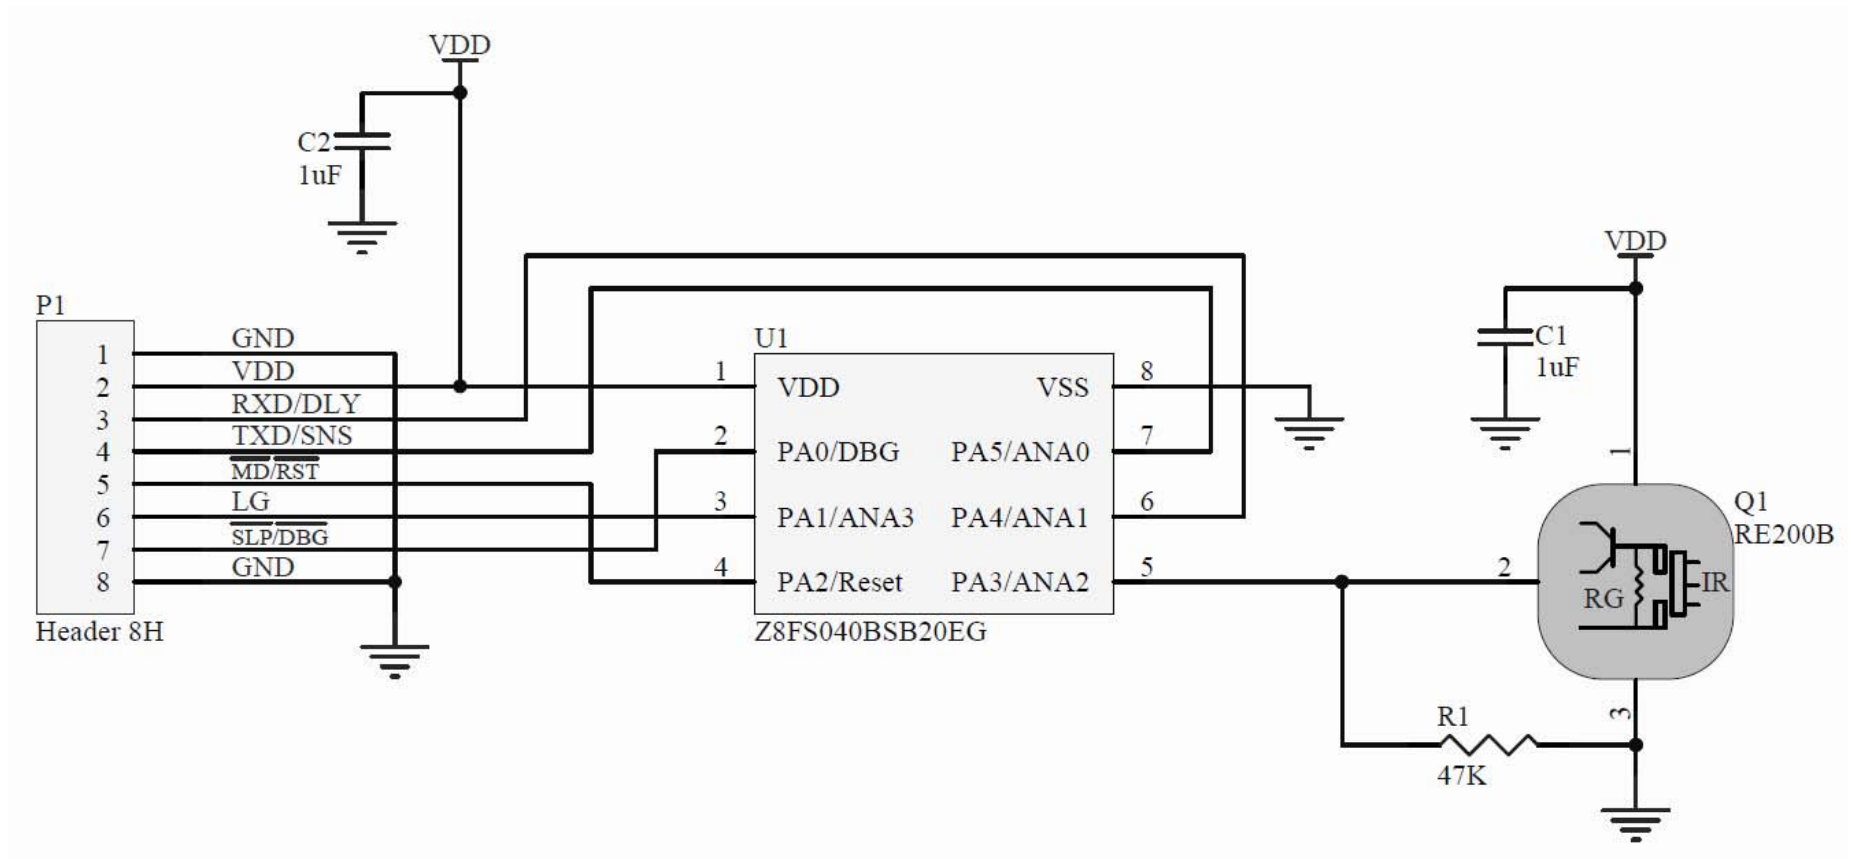 VDD
C2
1uF
VDD
P1
1
GND
2
VDD
3
RXD/DLY
4
TXD/SNS
5
MD/RST
6
LG
7
SLP/DBG
8
GND
Header 8H
U1
1
VDD
VSS
8
2
PA0/DBG
PA5/ANA0
7
3
PA1/ANA3
PA4/ANA1
6
4
PA2/Reset
PA3/ANA2
5
Z8FS040BSB20EG
C1
1uF
1
Q1
RE200B
2
RG
IR
3
R1
47K